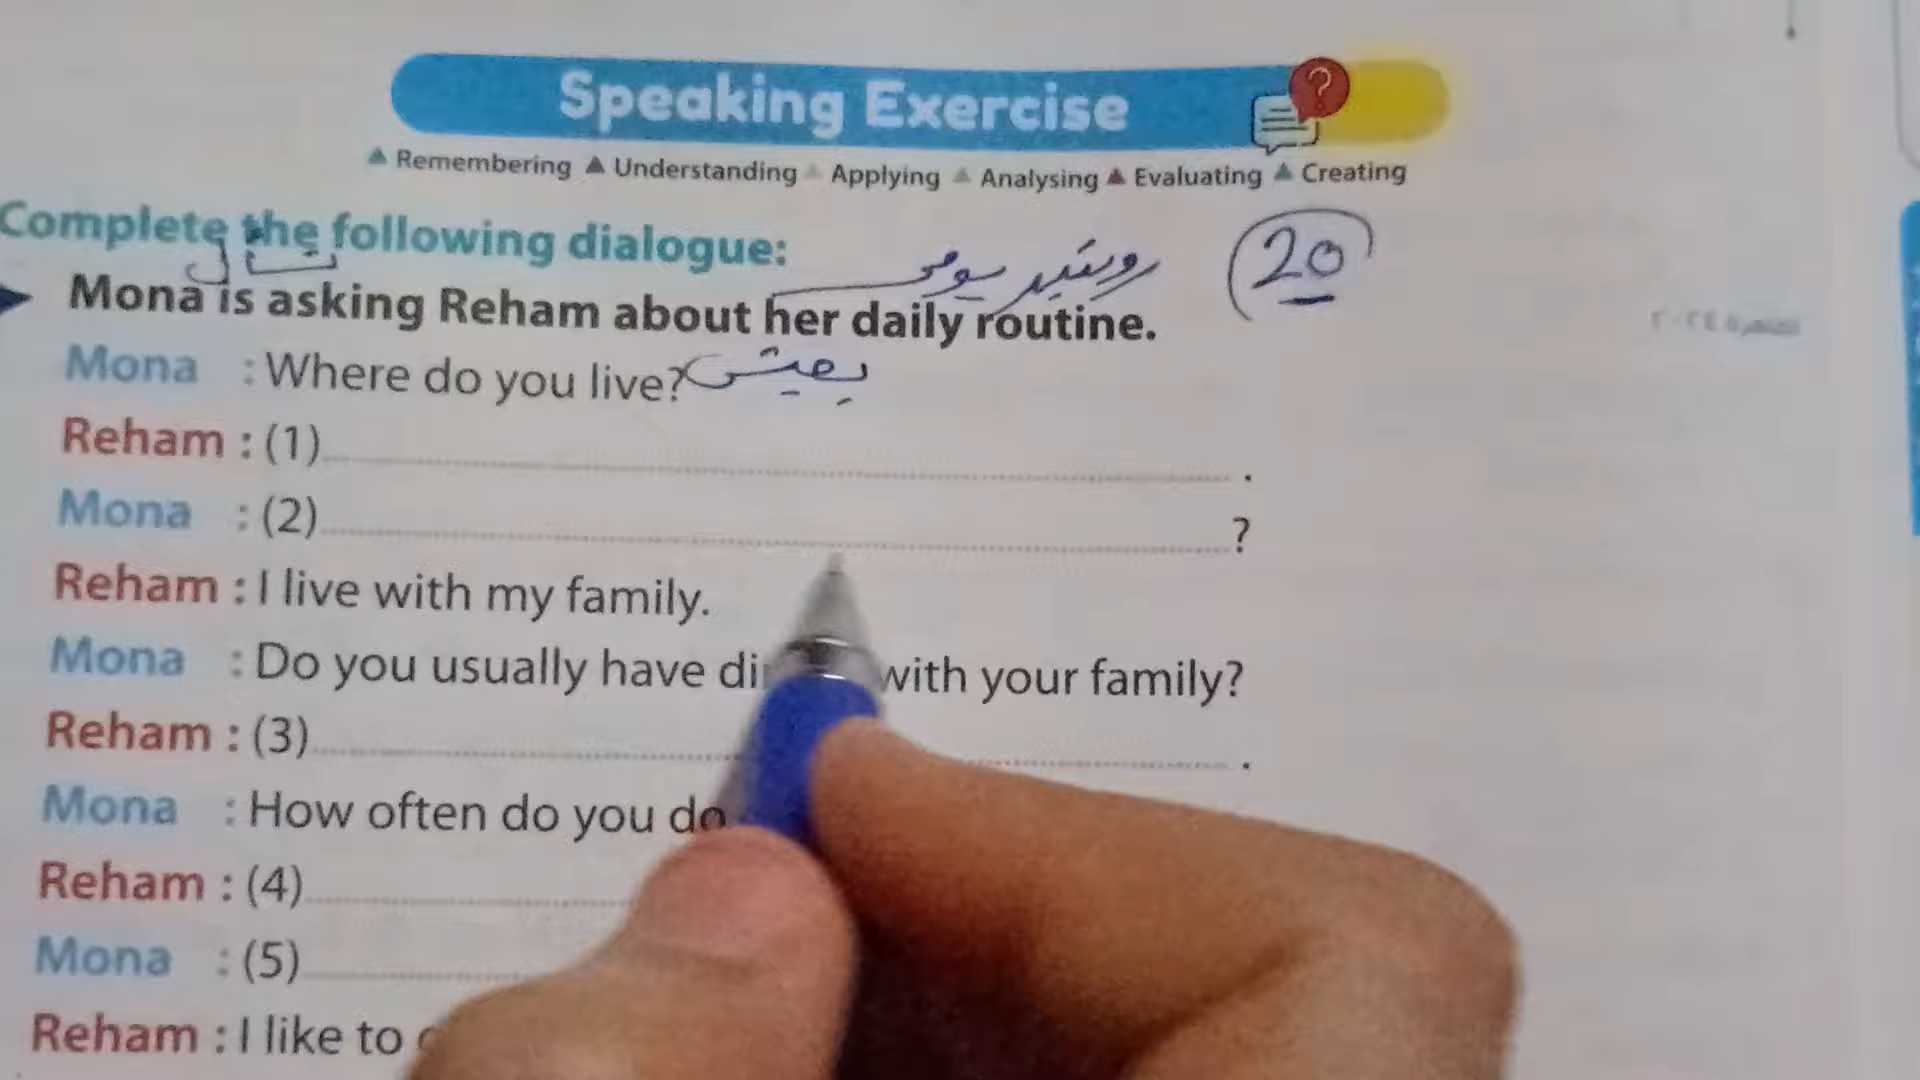 Speaking Exercise
Remembering Understanding Applying Analysing Evaluating Creating
Complete the following dialogue:
روتين يومى
20
Mona is asking Reham about her daily routine.
Mona : Where do you live? يعيش
Reham : (1) .
Mona : (2) ?
Reham : I live with my family.
Mona : Do you usually have with your family?
Reham : (3) .
Mona : How often do you do
Reham : (4)
Mona : (5)
Reham : I like to